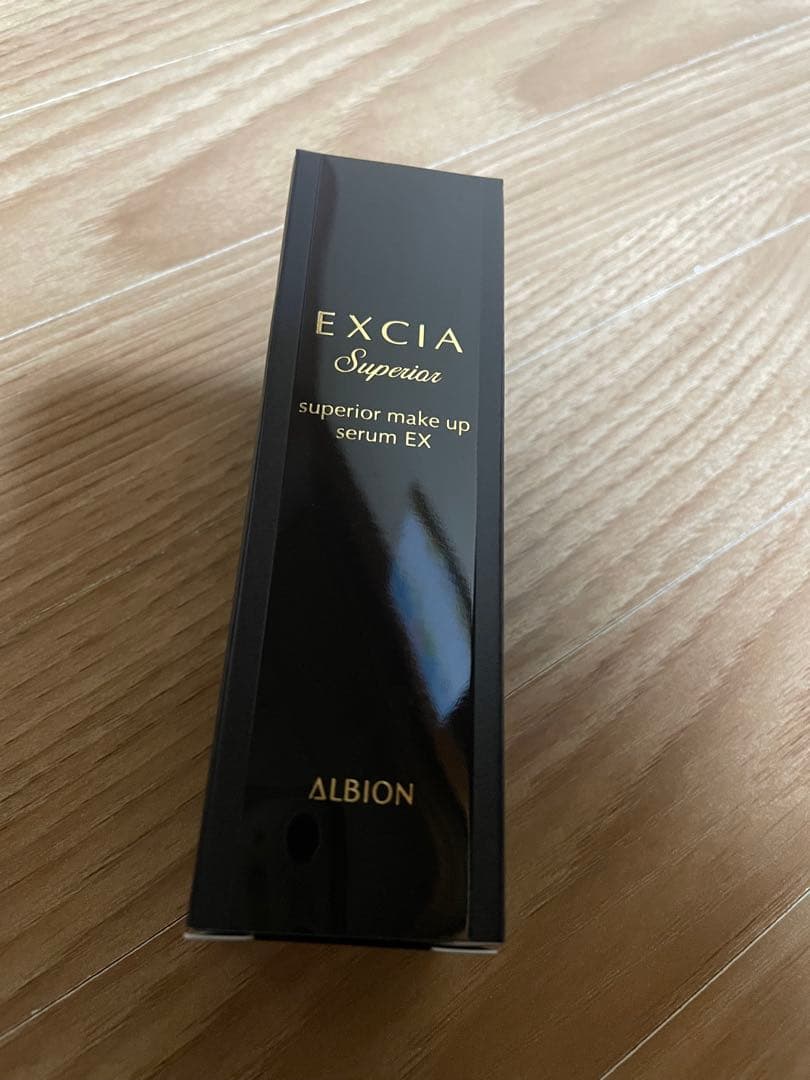 EXCIA
Superior
superior make up
serum EX
ALBION